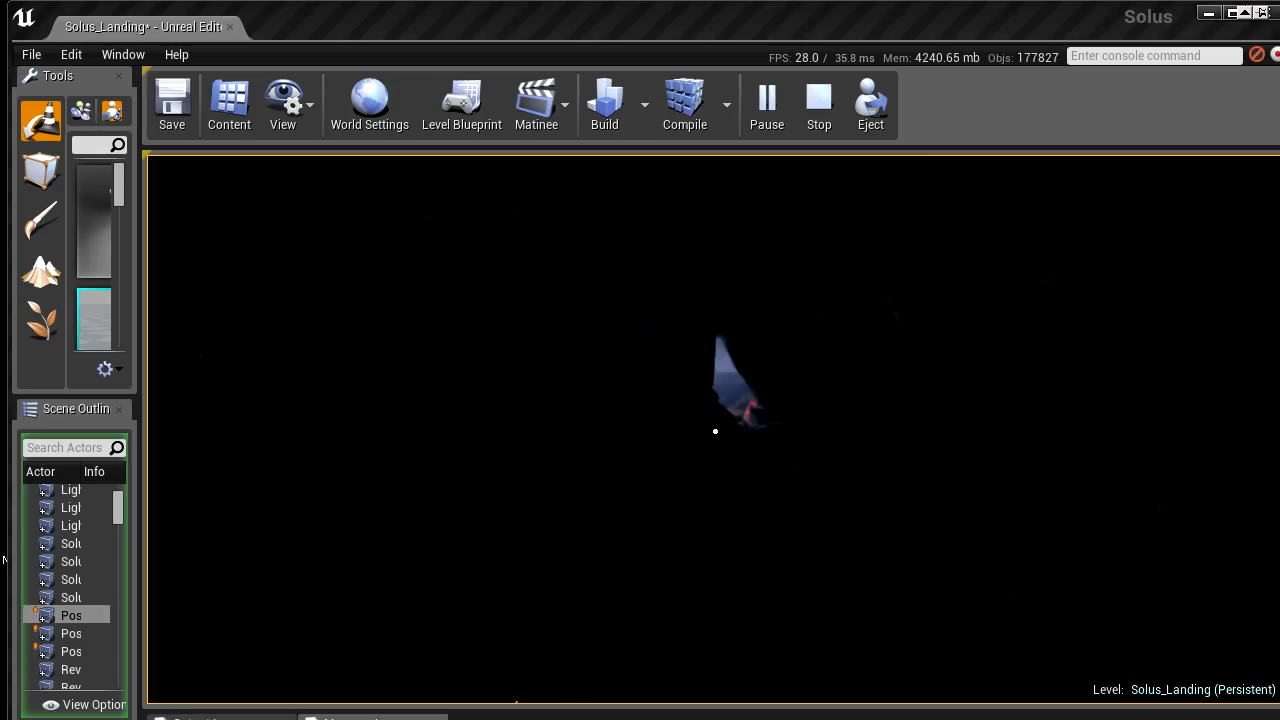 Solus_Landing* - Unreal Edit
Solus
File Edit Window Help
FPS: 28.0 / 35.8 ms Mem: 4240.65 mb Objs: 177827
Enter console command
Tools
Save Content View World Settings Level Blueprint Matinee Build Compile Pause Stop Eject
Scene Outlin
Search Actors
Actor Info
Ligl
Ligl
Ligl
Solu
Solu
Solu
Solu
Pos
Pos
Pos
Rev
Rev
View Option
Level: Solus_Landing (Persistent)